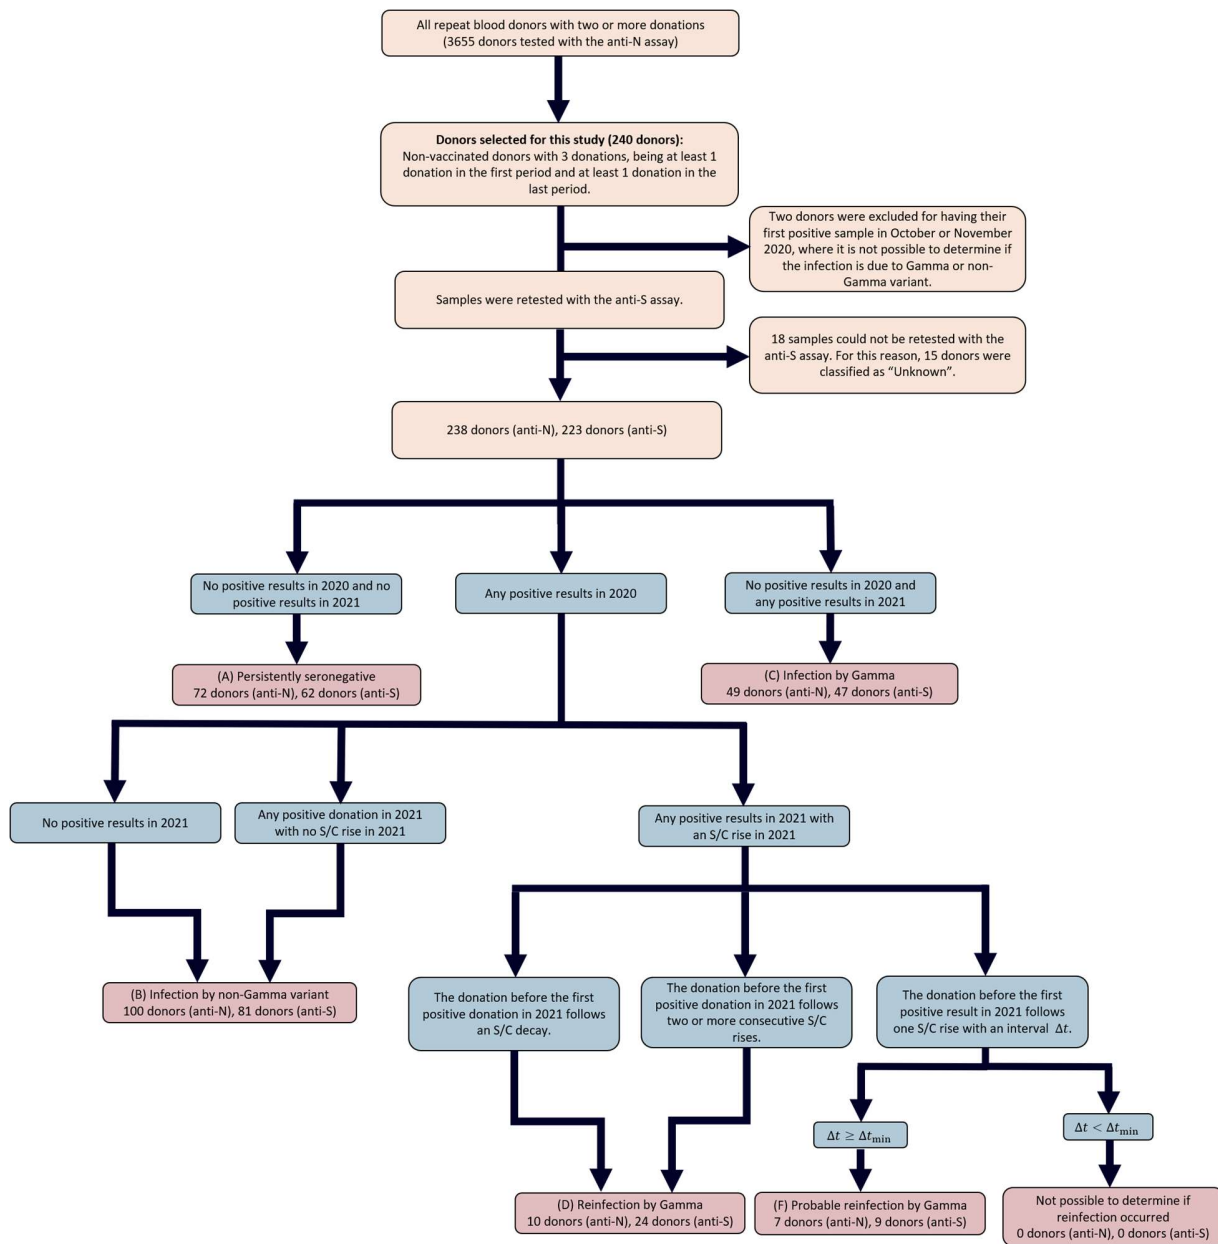 All repeat blood donors with two or more donations
(3655 donors tested with the anti-N assay)
Donors selected for this study (240 donors):
Non-vaccinated donors with 3 donations, being at least 1
donation in the first period and at least 1 donation in the
last period.
Two donors were excluded for having their
first positive sample in October or November
2020, where it is not possible to determine if
the infection is due to Gamma or non-
Gamma variant.
Samples were retested with the anti-S assay.
18 samples could not be retested with the
anti-S assay. For this reason, 15 donors were
classified as “Unknown”.
238 donors (anti-N), 223 donors (anti-S)
No positive results in 2020 and no
positive results in 2021
Any positive results in 2020
No positive results in 2020 and
any positive results in 2021
(A) Persistently seronegative
72 donors (anti-N), 62 donors (anti-S)
(C) Infection by Gamma
49 donors (anti-N), 47 donors (anti-S)
No positive results in 2021
Any positive donation in 2021
with no S/C rise in 2021
Any positive results in 2021 with
an S/C rise in 2021
(B) Infection by non-Gamma variant
100 donors (anti-N), 81 donors (anti-S)
The donation before the first
positive donation in 2021 follows
an S/C decay.
The donation before the first
positive donation in 2021 follows
two or more consecutive S/C
rises.
The donation before the first
positive result in 2021 follows
one S/C rise with an interval Δt.
Δt ≥ Δtmin
Δt < Δtmin
(D) Reinfection by Gamma
10 donors (anti-N), 24 donors (anti-S)
(F) Probable reinfection by Gamma
7 donors (anti-N), 9 donors (anti-S)
Not possible to determine if
reinfection occurred
0 donors (anti-N), 0 donors (anti-S)